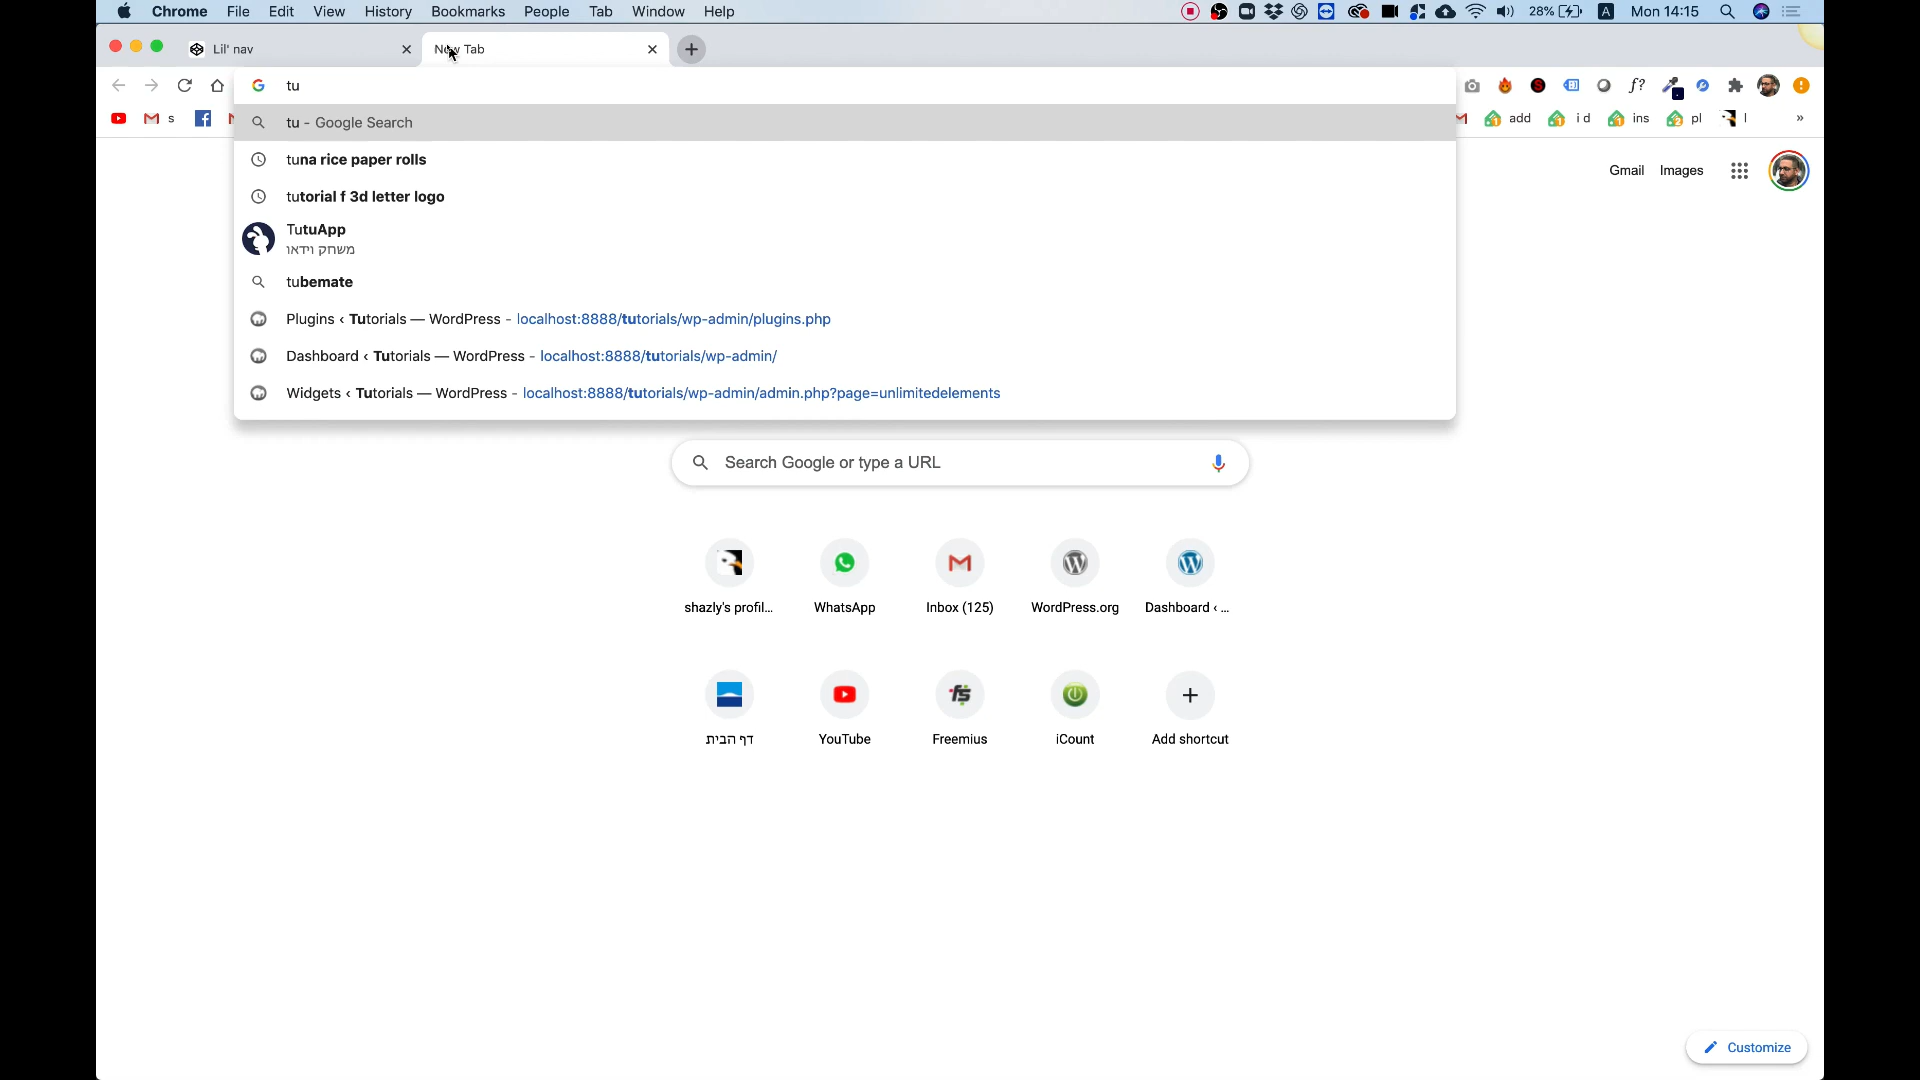 Chrome File Edit View History Bookmarks People Tab Window Help 28% A Mon 14:15
Lil' nav New Tab
tu f?
s add i d ins pl l »
tu - Google Search
tuna rice paper rolls
tutorial f 3d letter logo
TutuApp
משחק וידאו
tubemate
Plugins ‹ Tutorials — WordPress - localhost:8888/tutorials/wp-admin/plugins.php
Dashboard ‹ Tutorials — WordPress - localhost:8888/tutorials/wp-admin/
Widgets ‹ Tutorials — WordPress - localhost:8888/tutorials/wp-admin/admin.php?page=unlimitedelements
Gmail Images
Search Google or type a URL
shazly's profil... WhatsApp Inbox (125) WordPress.org Dashboard ‹ ...
דף הבית YouTube Freemius iCount Add shortcut
Customize